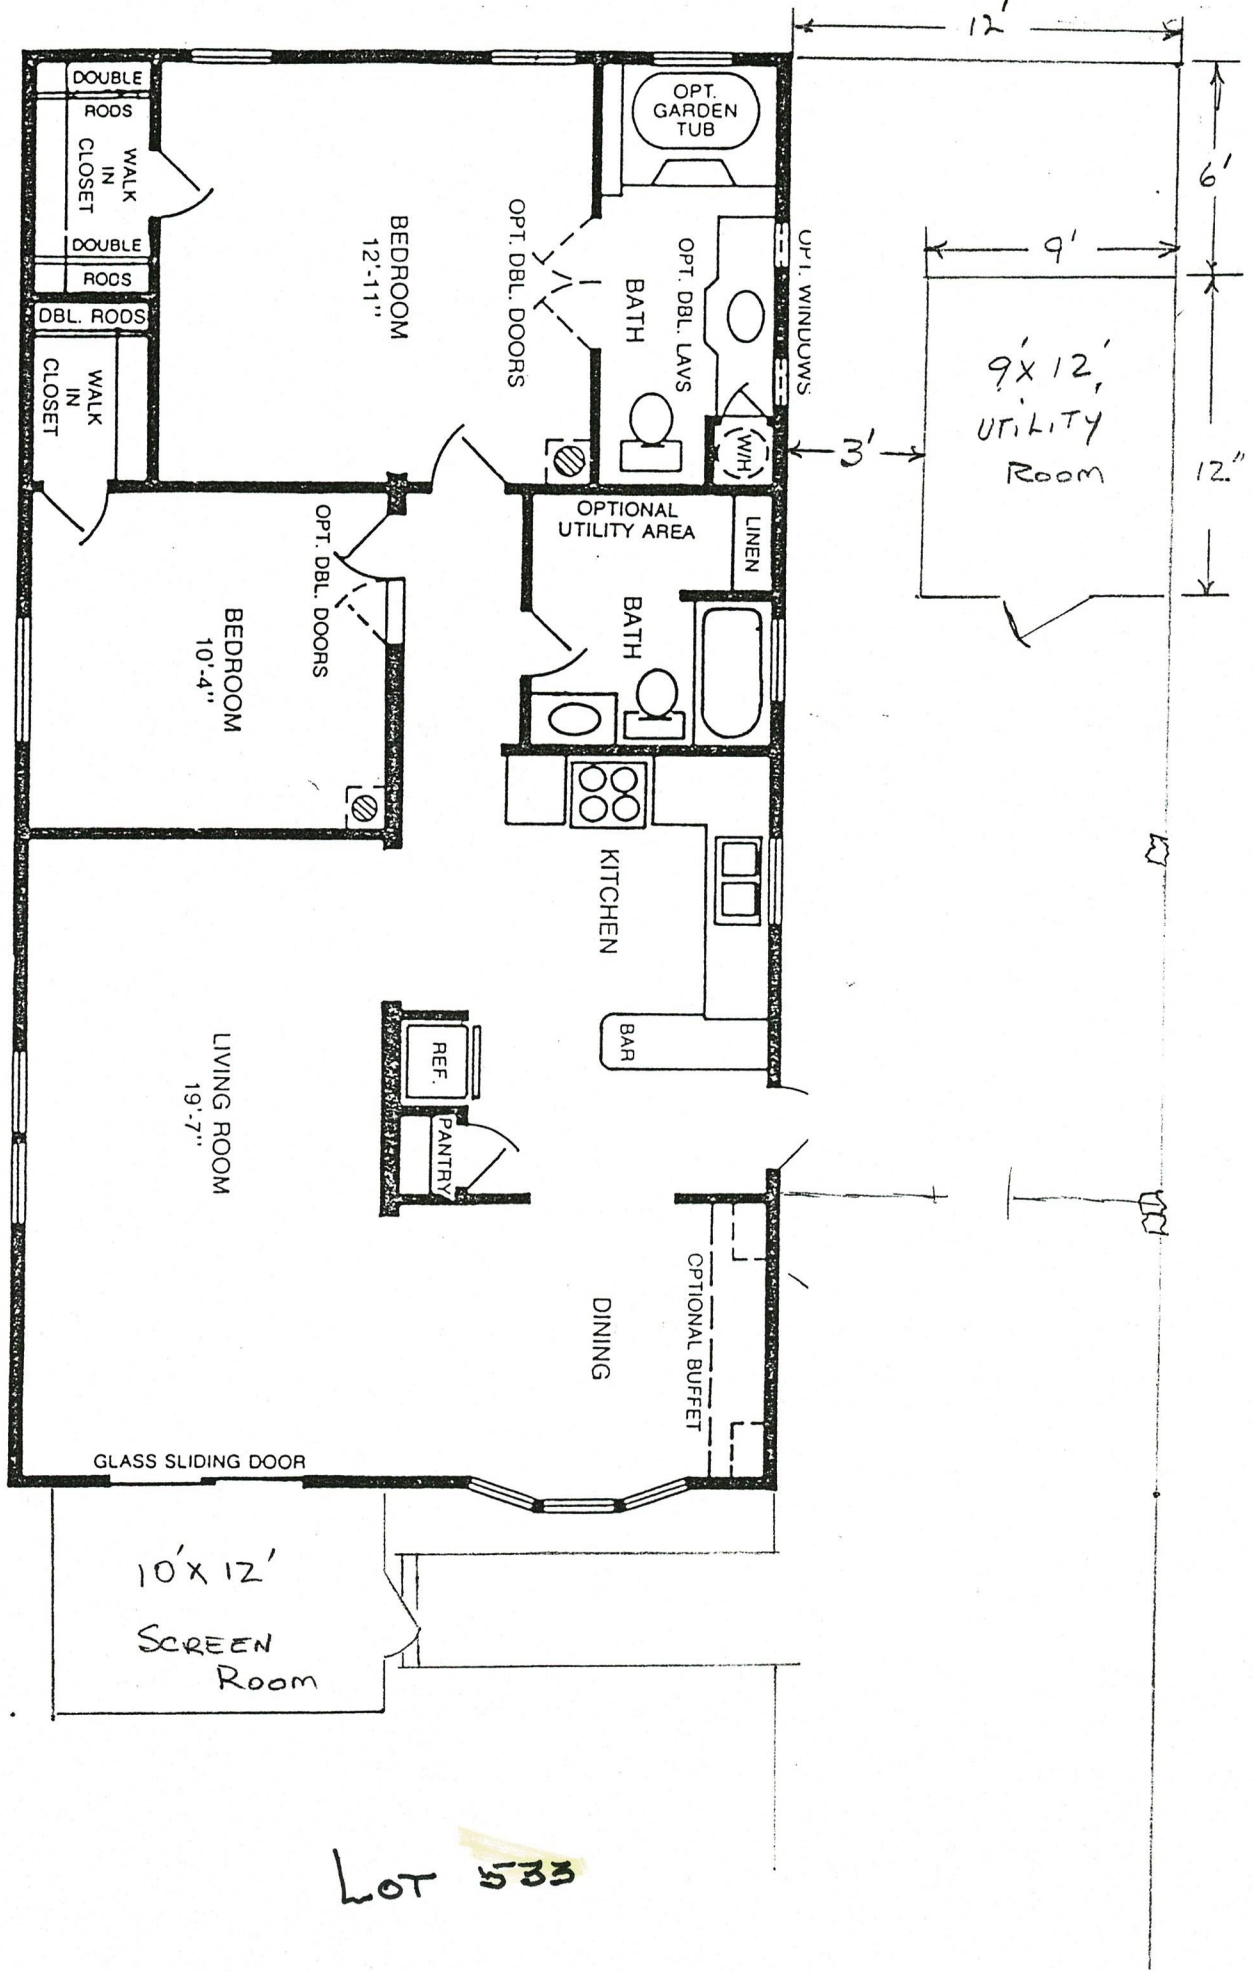 12'
DOUBLE
RODS
WALK
IN
CLOSET
DOUBLE
RODS
DBL. RODS
WALK
IN
CLOSET
BEDROOM
12'-11"
OPT. DBL. DOORS
OPT.
GARDEN
TUB
BATH
OPT. DBL. LAVS
OPT. WINDOWS
W/H
6'
9'
9'X 12'
UTILITY
ROOM
3'
12"
OPTIONAL
UTILITY AREA
LINEN
BATH
OPT. DBL. DOORS
BEDROOM
10'-4"
KITCHEN
BAR
REF.
PANTRY
LIVING ROOM
19'-7"
DINING
OPTIONAL BUFFET
GLASS SLIDING DOOR
10'X 12'
SCREEN
ROOM
LOT 533